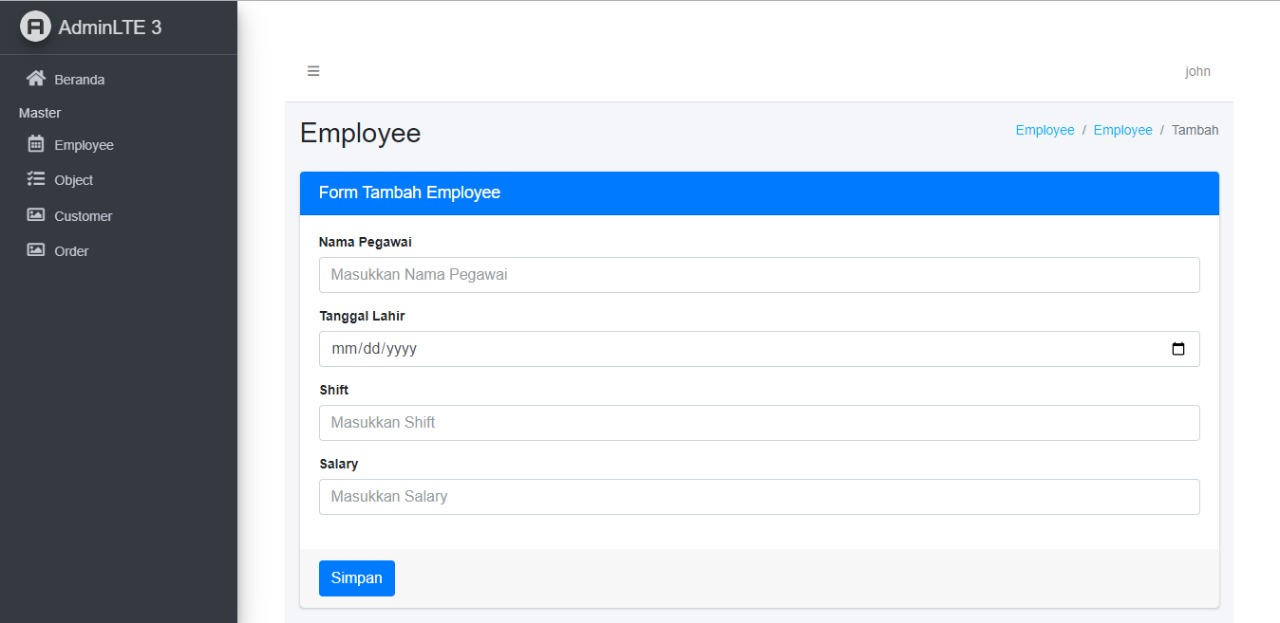 AdminLTE 3
Beranda
Master
Employee
Object
Customer
Order
john
Employee
Employee / Employee / Tambah
Form Tambah Employee
Nama Pegawai
Masukkan Nama Pegawai
Tanggal Lahir
mm/dd/yyyy
Shift
Masukkan Shift
Salary
Masukkan Salary
Simpan